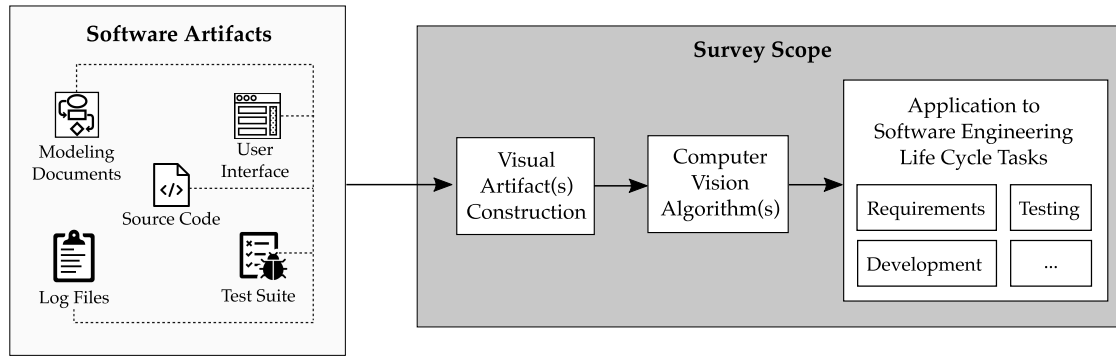 Software Artifacts
Modeling
Documents
User
Interface
</>
Source Code
Log Files
Test Suite
Survey Scope
Visual
Artifact(s)
Construction
Computer
Vision
Algorithm(s)
Application to
Software Engineering
Life Cycle Tasks
Requirements
Testing
Development
...